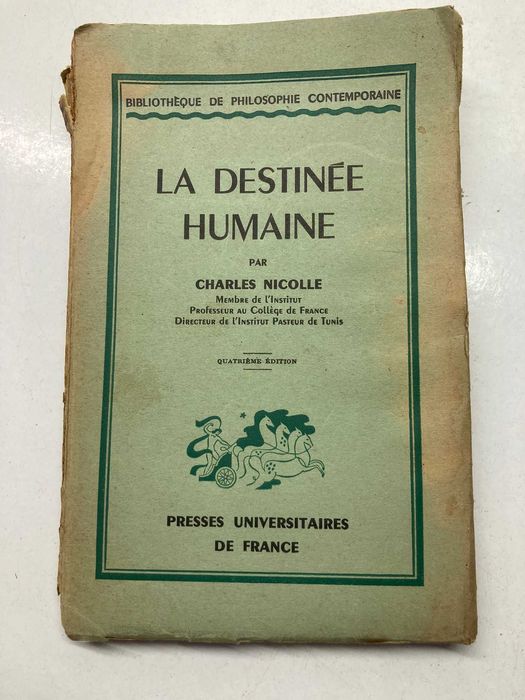 BIBLIOTHÈQUE DE PHILOSOPHIE CONTEMPORAINE
LA DESTINÉE
HUMAINE
PAR
CHARLES NICOLLE
Membre de l'Institut
Professeur au Collège de France
Directeur de l'Institut Pasteur de Tunis
QUATRIÈME ÉDITION
PRESSES UNIVERSITAIRES
DE FRANCE